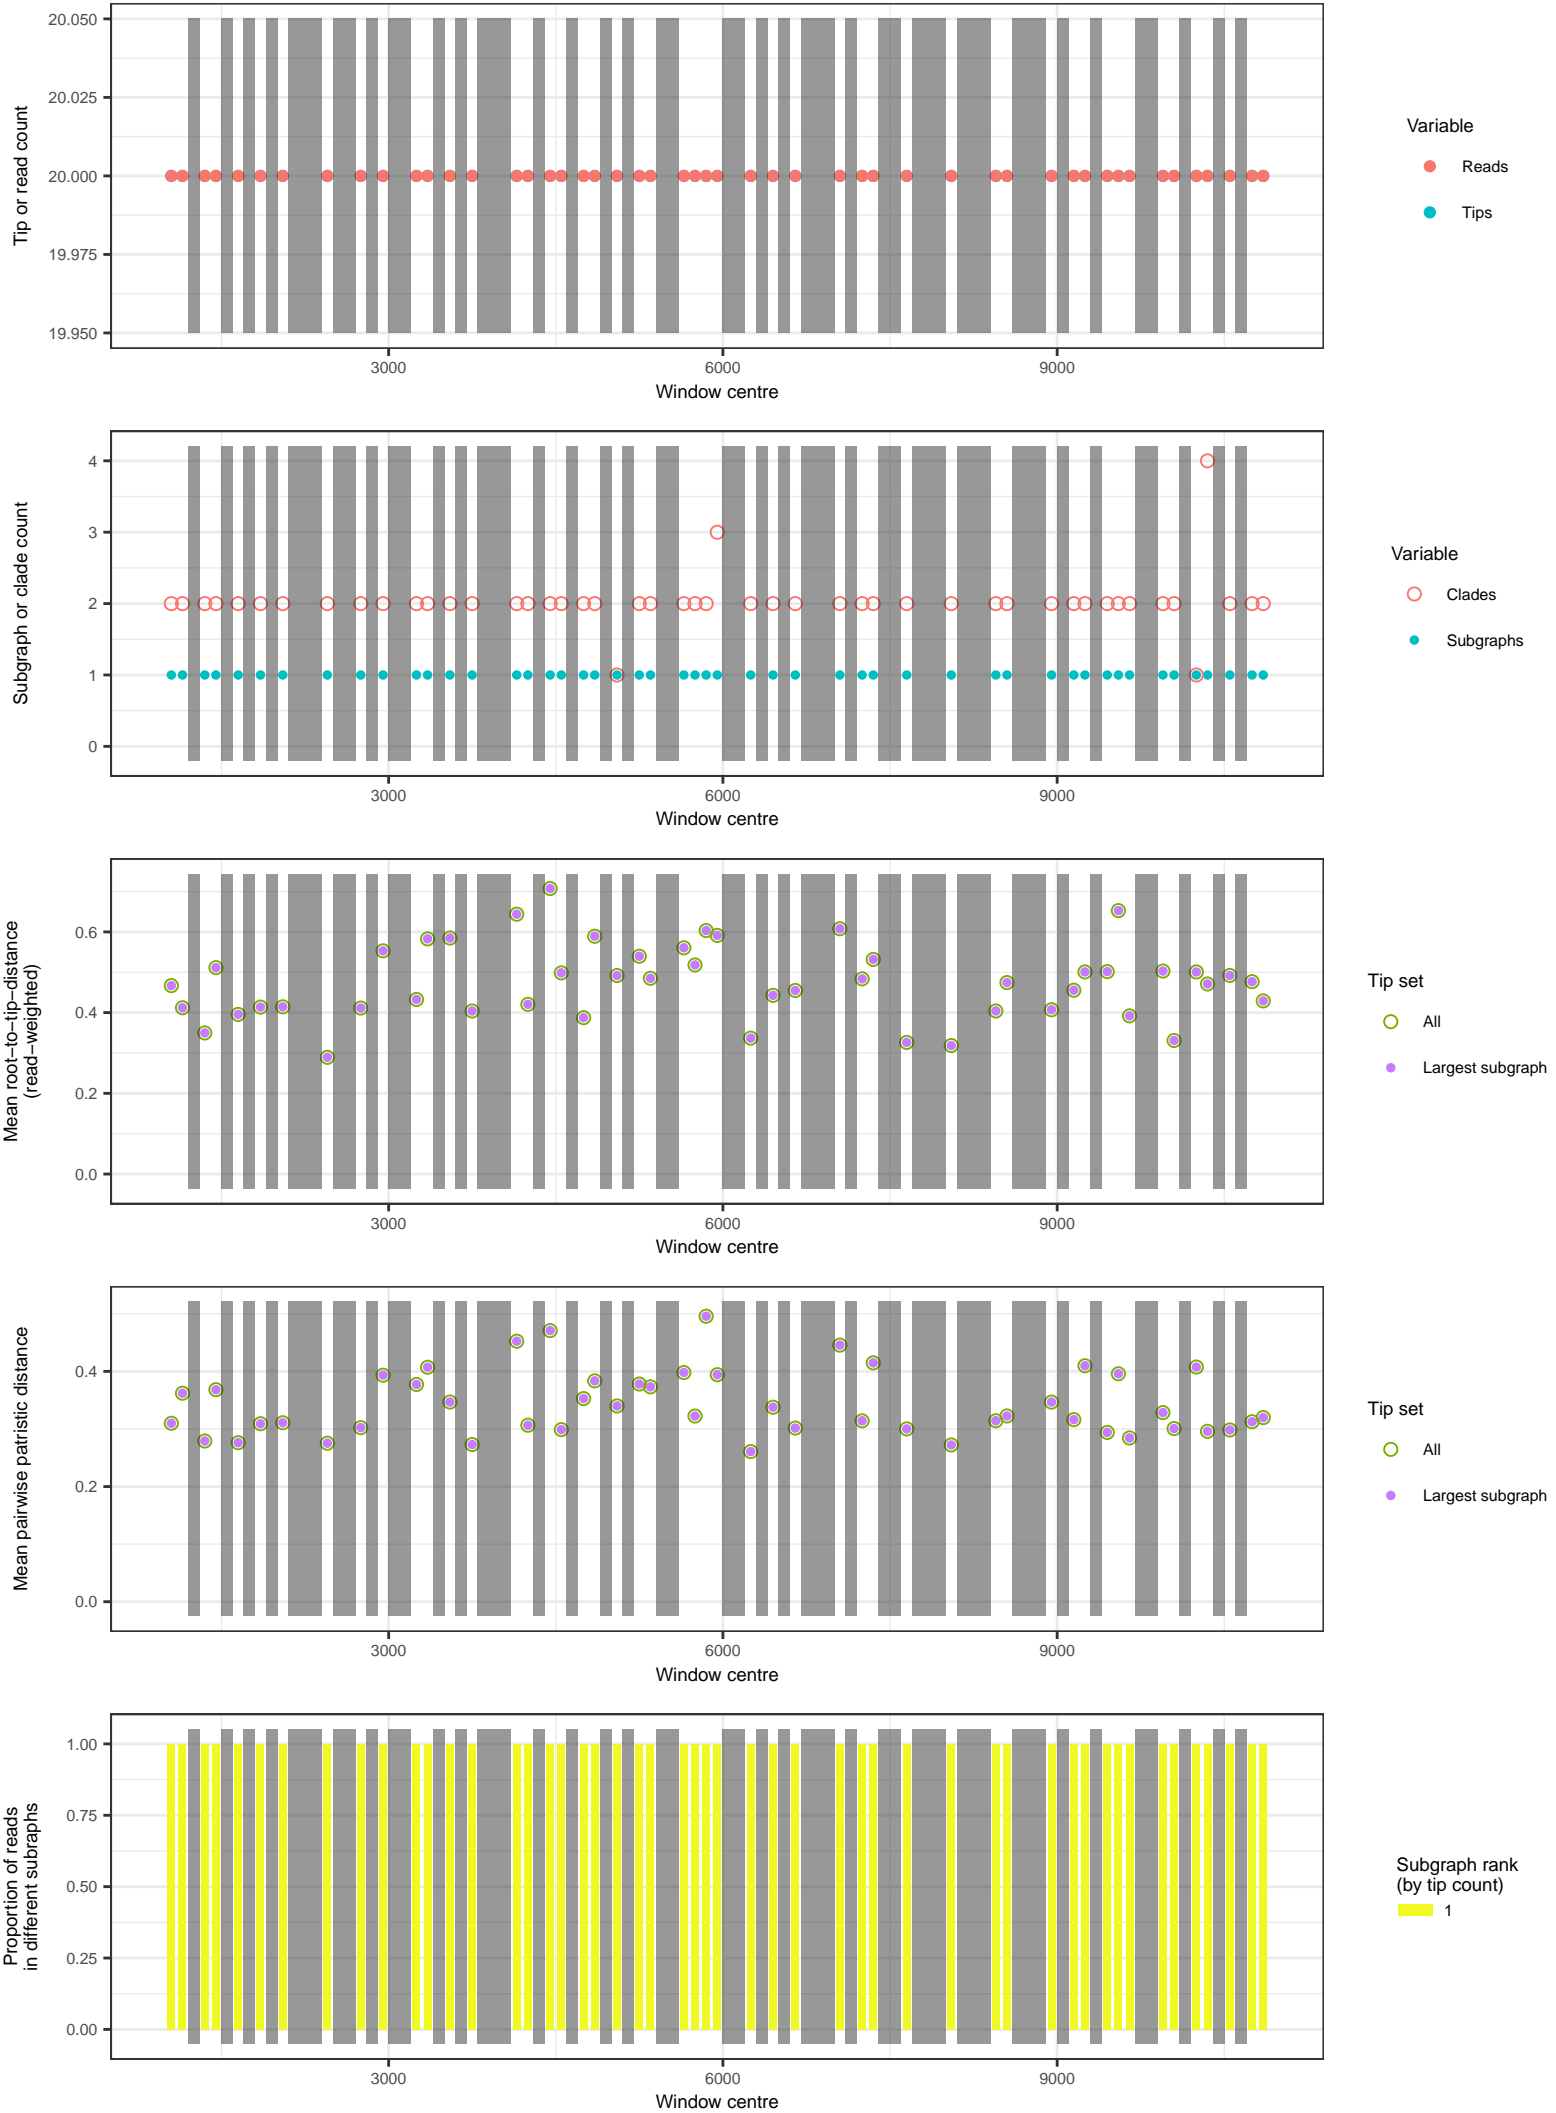 20.050
20.025
20.000
19.975
19.950
Tip or read count
3000
6000
9000
Window centre
Variable
Reads
Tips
4
3
2
1
0
Subgraph or clade count
3000
6000
9000
Window centre
Variable
Clades
Subgraphs
0.6
0.4
0.2
0.0
Mean root−to−tip−distance
(read−weighted)
3000
6000
9000
Window centre
Tip set
All
Largest subgraph
0.4
0.2
0.0
Mean pairwise patristic distance
3000
6000
9000
Window centre
Tip set
All
Largest subgraph
1.00
0.75
0.50
0.25
0.00
Proportion of reads
in different subraphs
3000
6000
9000
Window centre
Subgraph rank
(by tip count)
1